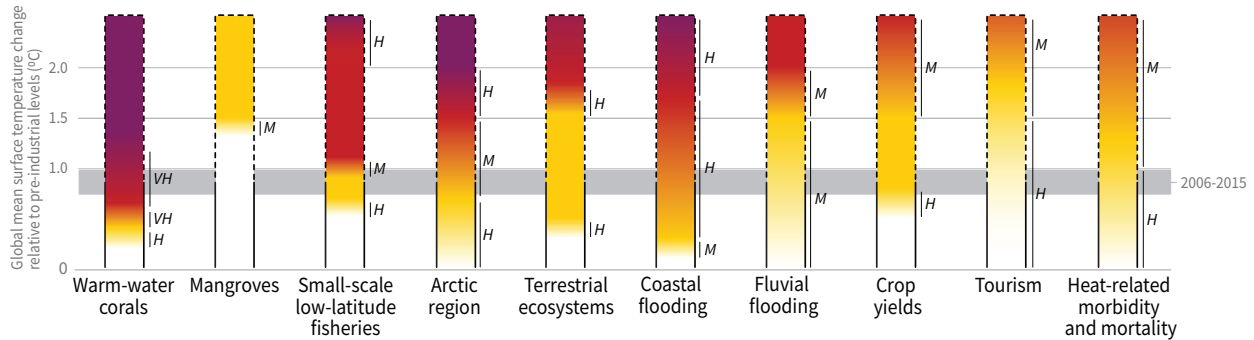 Global mean surface temperature change
relative to pre-industrial levels (ºC)
2.0
1.5
1.0
0
2006-2015
VH
VH
H
M
H
M
H
H
M
H
H
H
H
H
M
M
M
M
H
M
H
M
H
Warm-water
corals
Mangroves
Small-scale
low-latitude
fisheries
Arctic
region
Terrestrial
ecosystems
Coastal
flooding
Fluvial
flooding
Crop
yields
Tourism
Heat-related
morbidity
and mortality